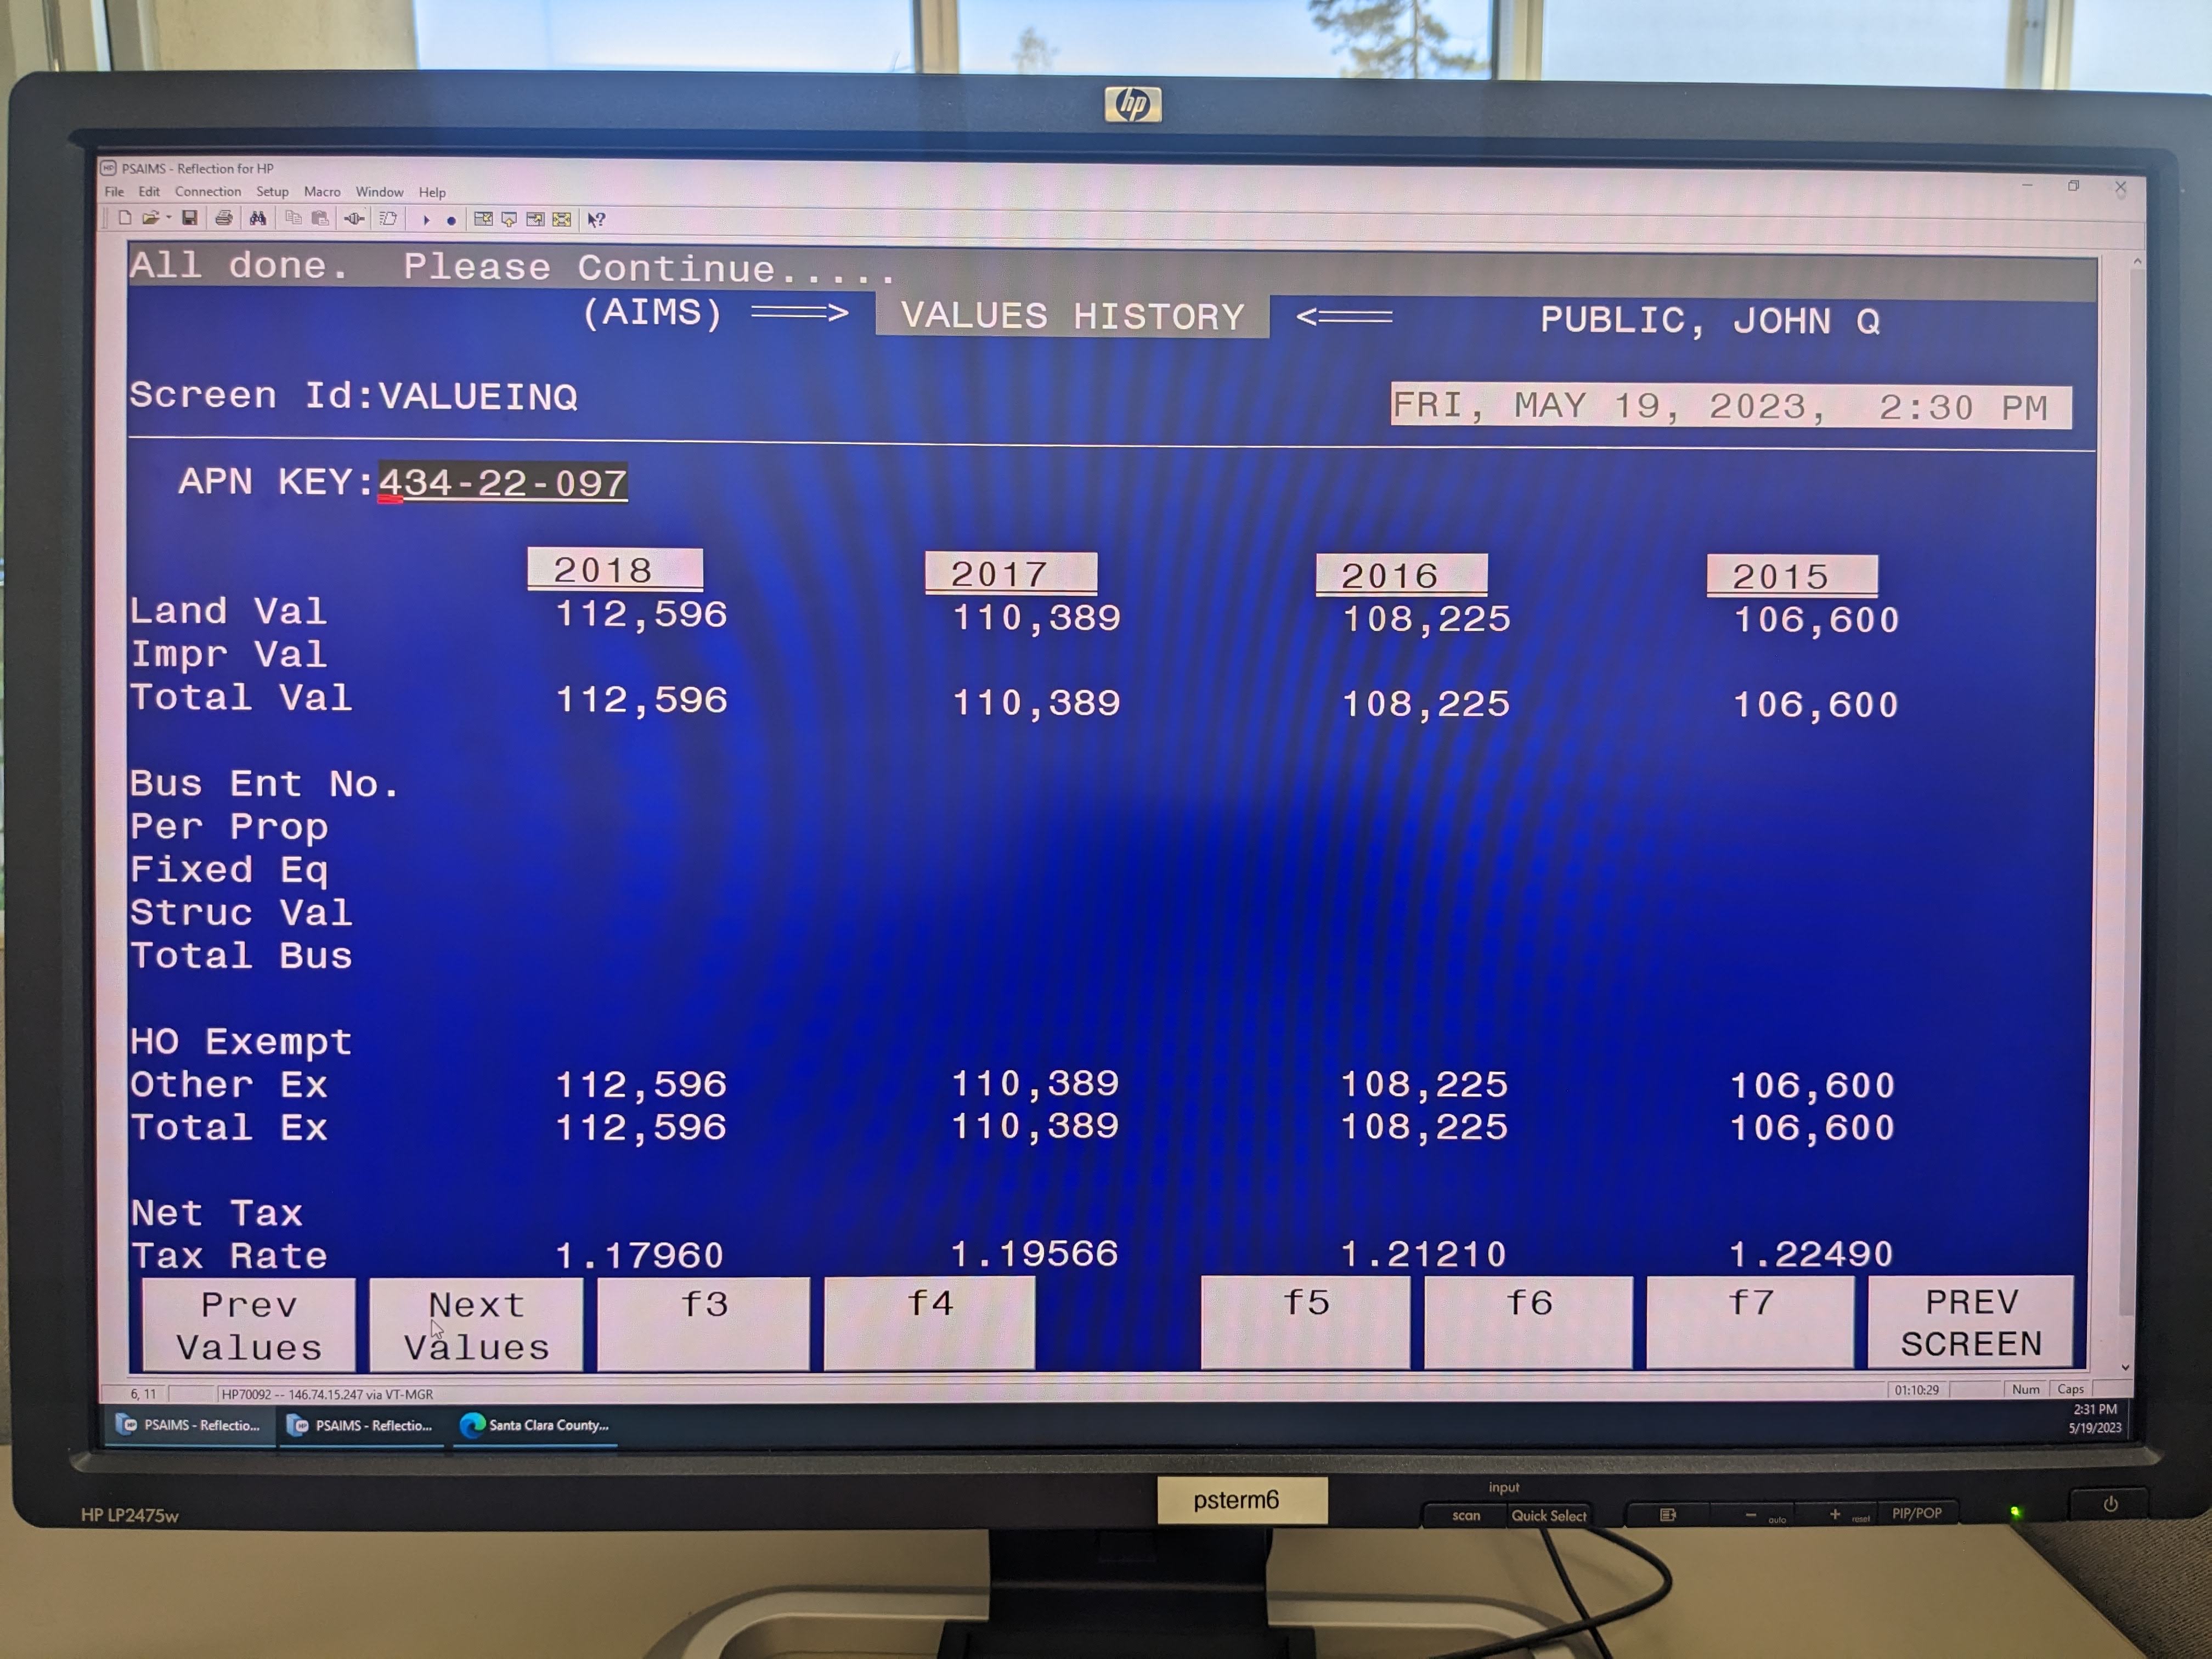 hp
PSAIMS - Reflection for HP
File Edit Connection Setup Macro Window Help
All done. Please Continue.....
(AIMS) ===> VALUES HISTORY <=== PUBLIC, JOHN Q
Screen Id:VALUEINQ FRI, MAY 19, 2023, 2:30 PM
APN KEY:434-22-097
2018 2017 2016 2015
Land Val 112,596 110,389 108,225 106,600
Impr Val
Total Val 112,596 110,389 108,225 106,600
Bus Ent No.
Per Prop
Fixed Eq
Struc Val
Total Bus
HO Exempt
Other Ex 112,596 110,389 108,225 106,600
Total Ex 112,596 110,389 108,225 106,600
Net Tax
Tax Rate 1.17960 1.19566 1.21210 1.22490
Prev Next f3 f4 f5 f6 f7 PREV
Values Values SCREEN
6, 11 HP70092 -- 146.74.15.247 via VT-MGR 01:10:29 Num Caps
PSAIMS - Reflectio... PSAIMS - Reflectio... Santa Clara County... 2:31 PM
5/19/2023
HP LP2475w
psterm6
input
scan Quick Select - auto + reset PIP/POP